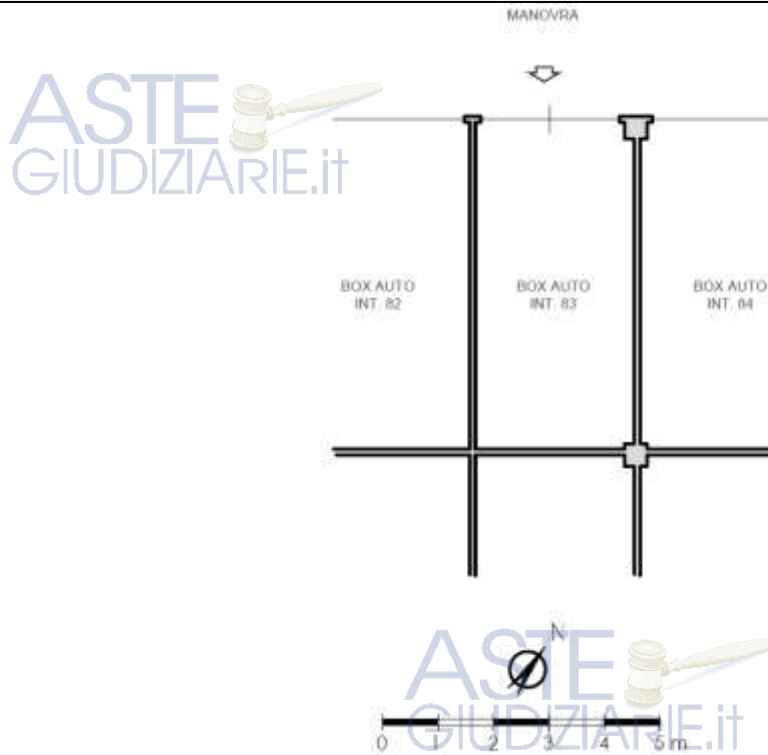 MANOVRA
ASTE
GIUDIZIARIE.it
BOX AUTO
INT. 82
BOX AUTO
INT. 83
BOX AUTO
INT. 84
N
ASTE
GIUDIZIARIE.it
0 1 2 3 4 5 m